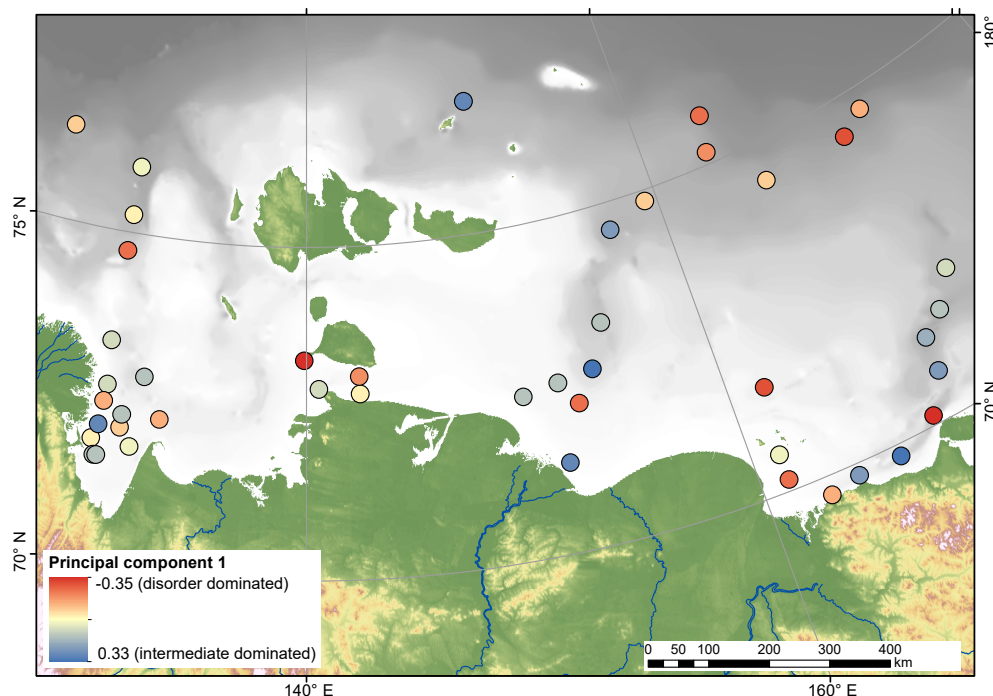 180°
75° N
70° N
70° N
Principal component 1
-0.35 (disorder dominated)
0.33 (intermediate dominated)
0 50 100 200 300 400
km
140° E
160° E